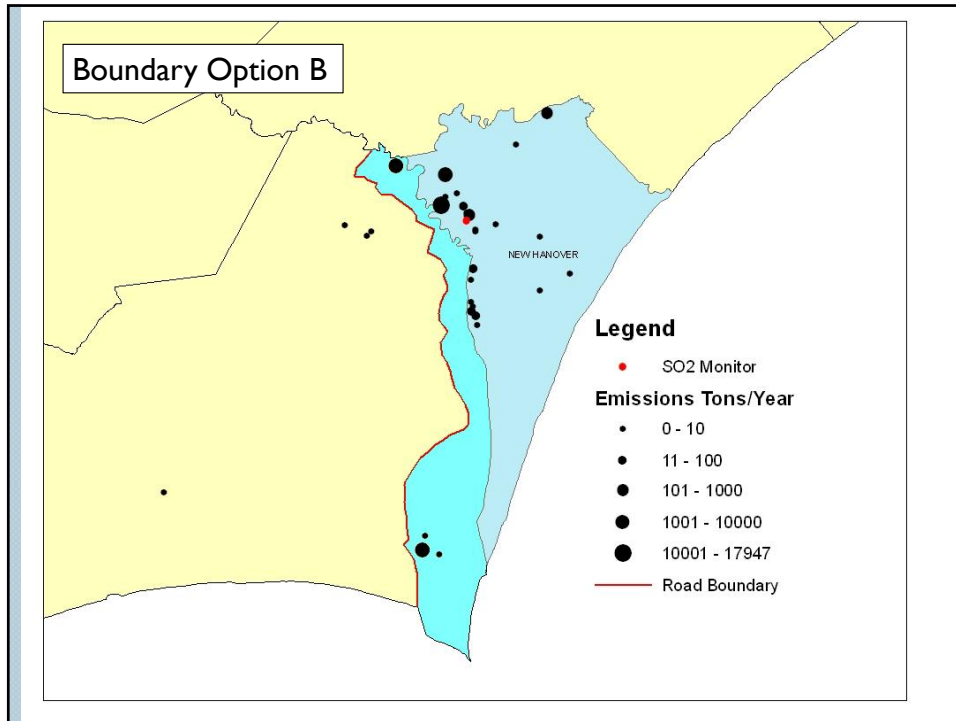 Boundary Option B
NEW HANOVER
Legend
SO2 Monitor
Emissions Tons/Year
0 - 10
11 - 100
101 - 1000
1001 - 10000
10001 - 17947
Road Boundary